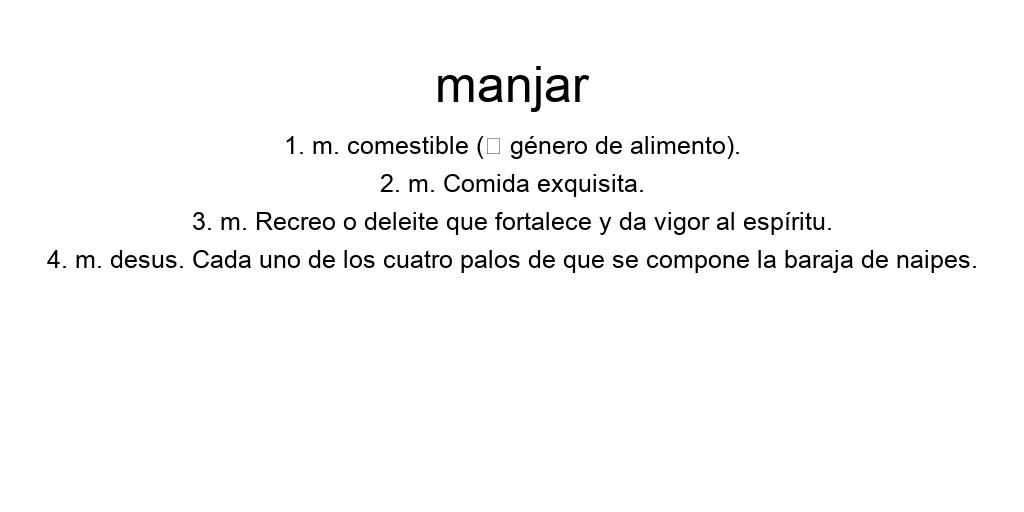 manjar
1. m. comestible (□ género de alimento).
2. m. Comida exquisita.
3. m. Recreo o deleite que fortalece y da vigor al espíritu.
4. m. desus. Cada uno de los cuatro palos de que se compone la baraja de naipes.